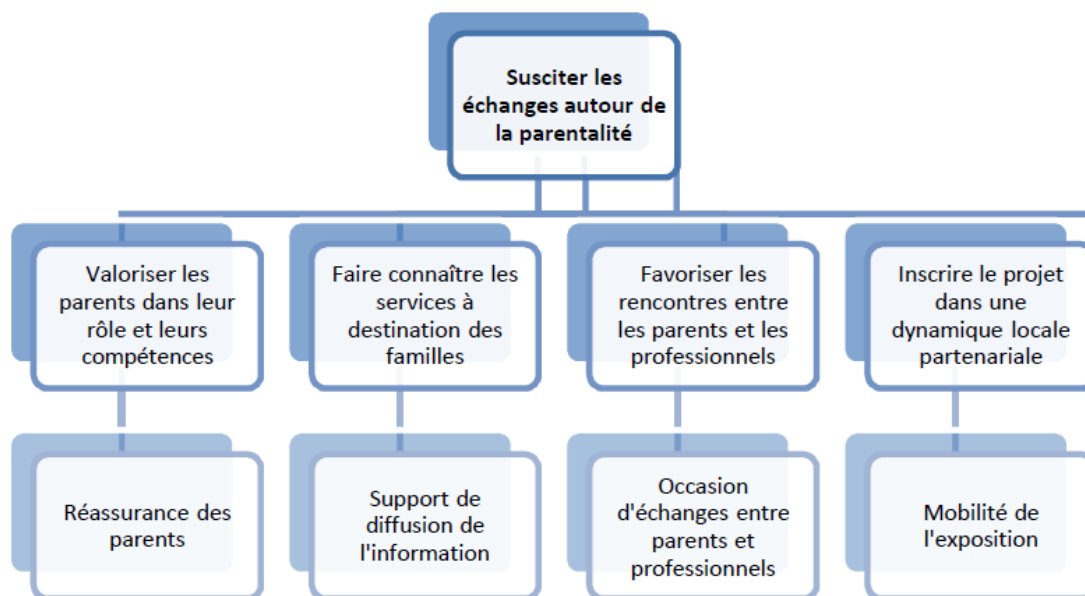 Susciter les
échanges autour de
la parentalité
Valoriser les
parents dans leur
rôle et leurs
compétences
Faire connaître les
services à
destination des
familles
Favoriser les
rencontres entre
les parents et les
professionnels
Inscrire le projet
dans une
dynamique locale
partenariale
Réassurance des
parents
Support de
diffusion de
l'information
Occasion
d'échanges entre
parents et
professionnels
Mobilité de
l'exposition